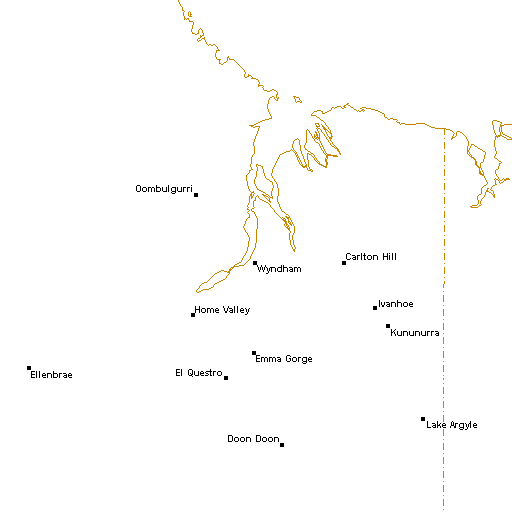 Oombulgurri
Carlton Hill
Wyndham
Ivanhoe
Home Valley
Kununurra
Emma Gorge
El Questro
Ellenbrae
Lake Argyle
Doon Doon